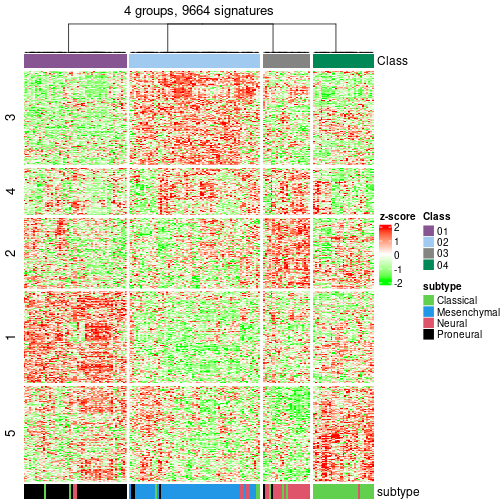 4 groups, 9664 signatures
Class
3
4
2
1
5
z-score
2
1
0
-1
-2
Class
01
02
03
04
subtype
Classical
Mesenchymal
Neural
Proneural
subtype